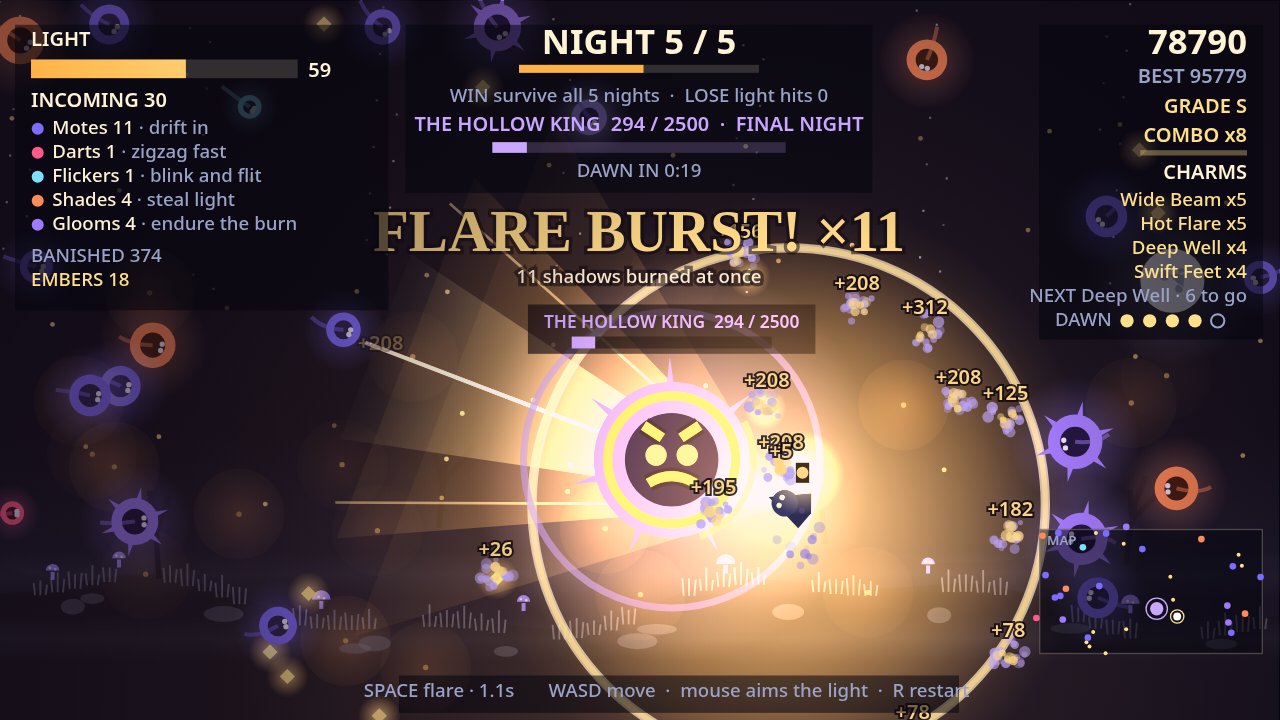 LIGHT
59
INCOMING 30
Motes 11 · drift in
Darts 1 · zigzag fast
Flickers 1 · blink and flit
Shades 4 · steal light
Glooms 4 · endure the burn
BANISHED 374
EMBERS 18
NIGHT 5 / 5
WIN survive all 5 nights · LOSE light hits 0
THE HOLLOW KING 294 / 2500 · FINAL NIGHT
DAWN IN 0:19
78790
BEST 95779
GRADE S
COMBO x8
CHARMS
Wide Beam x5
Hot Flare x5
Deep Well x4
Swift Feet x4
NEXT Deep Well · 6 to go
DAWN
FLARE BURST! ×11
11 shadows burned at once
THE HOLLOW KING 294 / 2500
+208
+208
+312
+208
+208
+125
+5
+195
+182
+26
+78
+78
MAP
SPACE flare · 1.1s WASD move · mouse aims the light · R restart